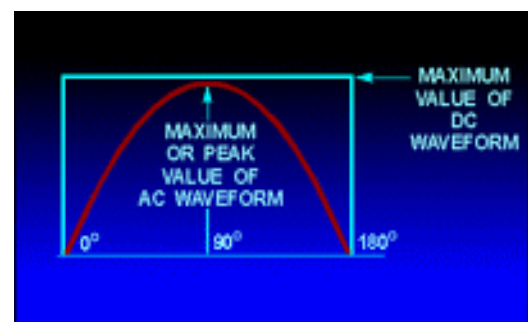 MAXIMUM
VALUE OF
DC
WAVEFORM
MAXIMUM
OR PEAK
VALUE OF
AC WAVEFORM
0°
90°
180°